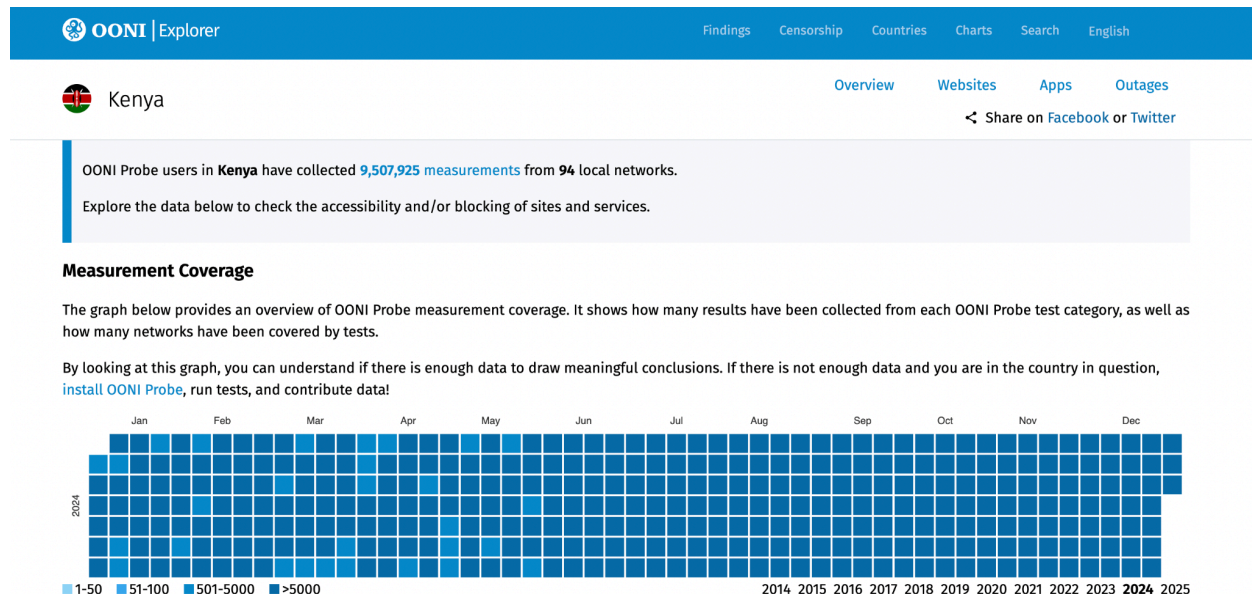 OONI | Explorer
Findings Censorship Countries Charts Search English
Kenya
Overview Websites Apps Outages
Share on Facebook or Twitter
OONI Probe users in Kenya have collected 9,507,925 measurements from 94 local networks.
Explore the data below to check the accessibility and/or blocking of sites and services.
Measurement Coverage
The graph below provides an overview of OONI Probe measurement coverage. It shows how many results have been collected from each OONI Probe test category, as well as
how many networks have been covered by tests.
By looking at this graph, you can understand if there is enough data to draw meaningful conclusions. If there is not enough data and you are in the country in question,
install OONI Probe, run tests, and contribute data!
Jan Feb Mar Apr May Jun Jul Aug Sep Oct Nov Dec
2024
1-50 51-100 501-5000 >5000
2014 2015 2016 2017 2018 2019 2020 2021 2022 2023 2024 2025